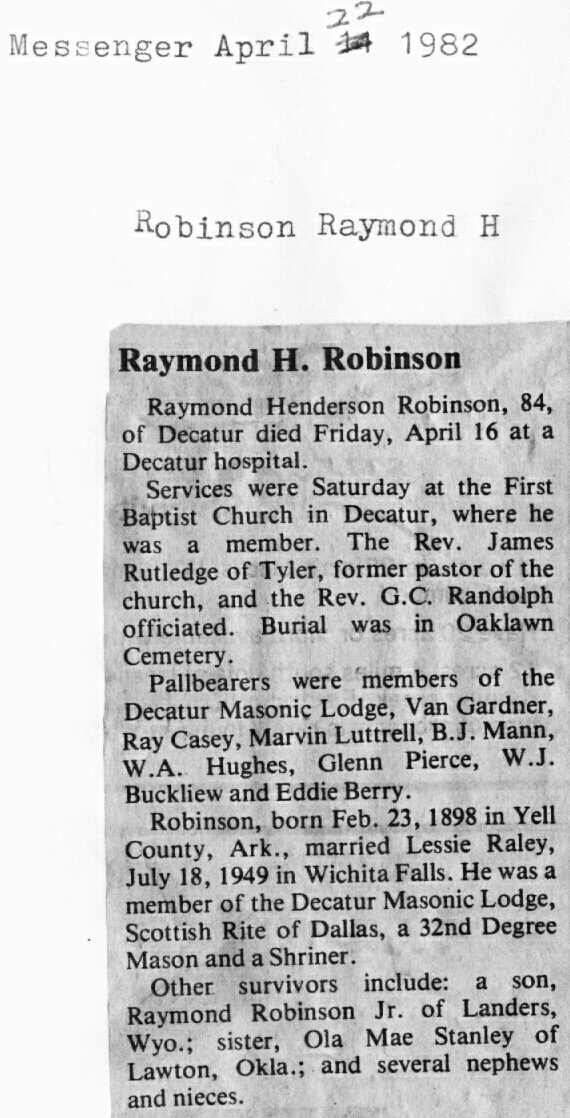 22
Messenger April 14 1982
Robinson Raymond H
Raymond H. Robinson
Raymond Henderson Robinson, 84,
of Decatur died Friday, April 16 at a
Decatur hospital.
Services were Saturday at the First
Baptist Church in Decatur, where he
was a member. The Rev. James
Rutledge of Tyler, former pastor of the
church, and the Rev. G.C. Randolph
officiated. Burial was in Oaklawn
Cemetery.
Pallbearers were members of the
Decatur Masonic Lodge, Van Gardner,
Ray Casey, Marvin Luttrell, B.J. Mann,
W.A. Hughes, Glenn Pierce, W.J.
Buckliew and Eddie Berry.
Robinson, born Feb. 23, 1898 in Yell
County, Ark., married Lessie Raley,
July 18, 1949 in Wichita Falls. He was a
member of the Decatur Masonic Lodge,
Scottish Rite of Dallas, a 32nd Degree
Mason and a Shriner.
Other survivors include: a son,
Raymond Robinson Jr. of Landers,
Wyo.; sister, Ola Mae Stanley of
Lawton, Okla.; and several nephews
and nieces.